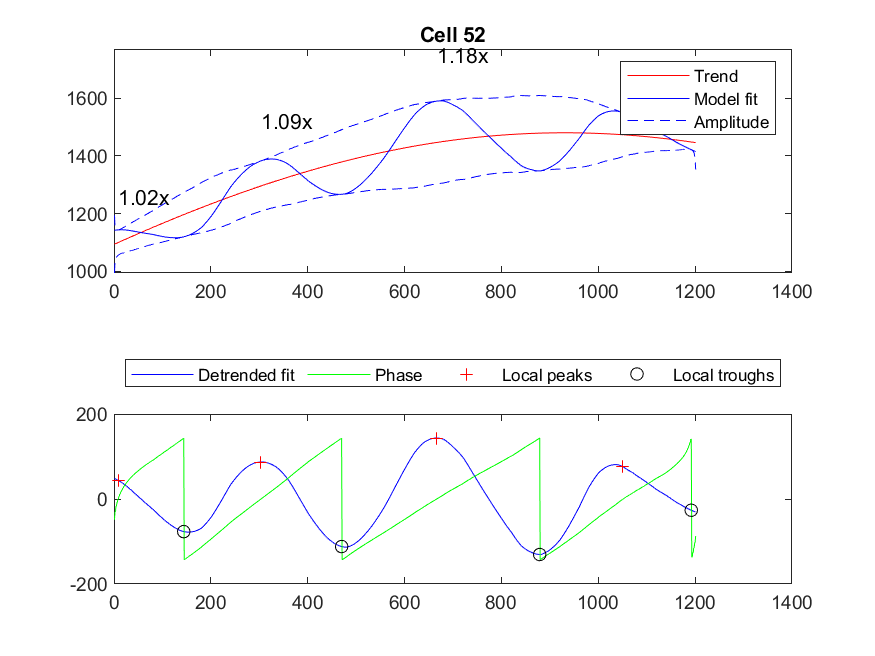 Cell 52
1.18x
1.09x
1.02x
Trend
Model fit
Amplitude
1600
1400
1200
1000
0 200 400 600 800 1000 1200 1400
Detrended fit Phase Local peaks Local troughs
200
0
-200
0 200 400 600 800 1000 1200 1400